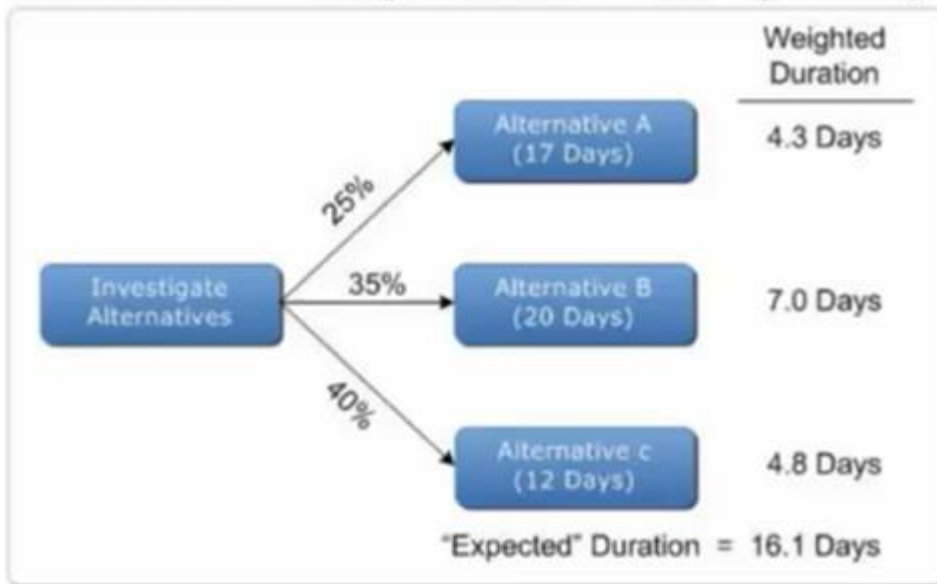 Weighted
Duration
Alternative A
(17 Days)
4.3 Days
25%
Investigate
Alternatives
35%
Alternative B
(20 Days)
7.0 Days
40%
Alternative c
(12 Days)
4.8 Days
"Expected" Duration = 16.1 Days